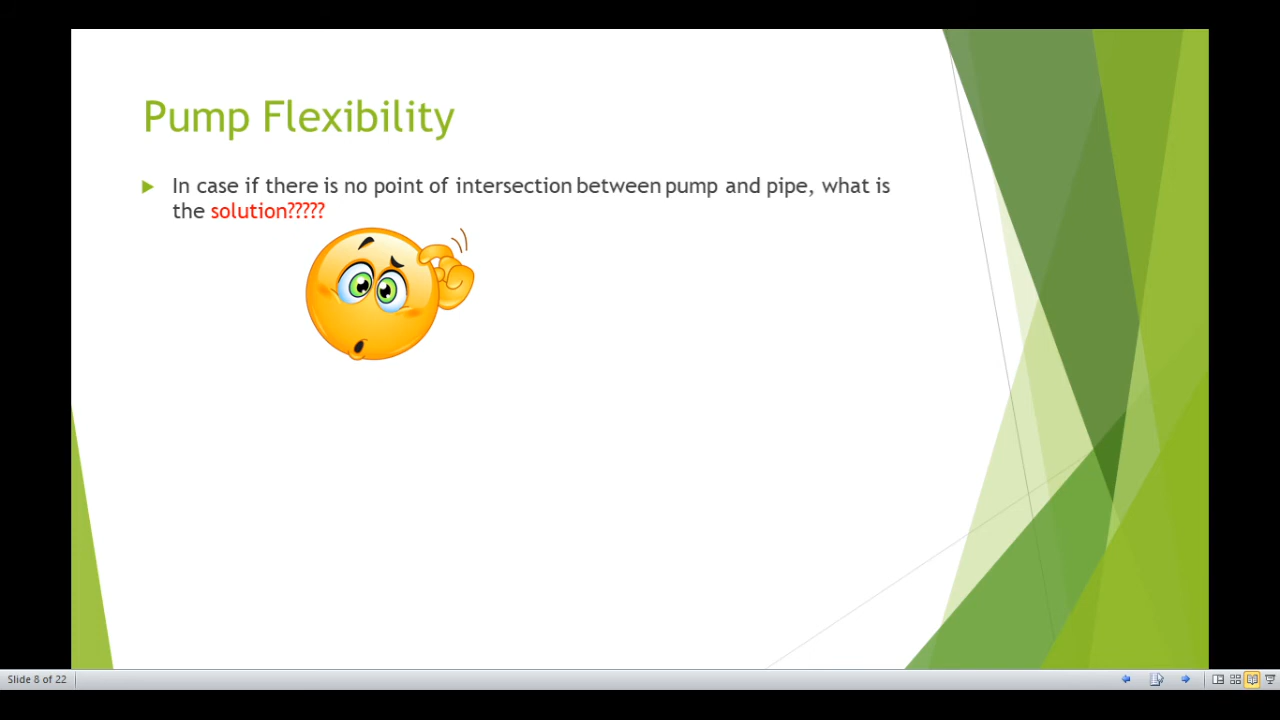 Pump Flexibility
In case if there is no point of intersection between pump and pipe, what is
the solution?????
Slide 8 of 22